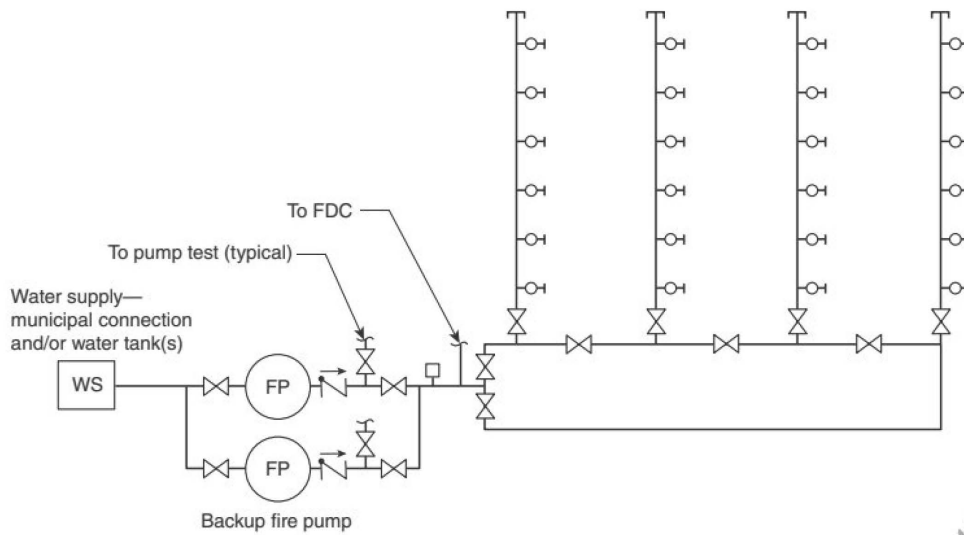 To FDC
To pump test (typical)
Water supply—
municipal connection
and/or water tank(s)
WS
FP
FP
Backup fire pump